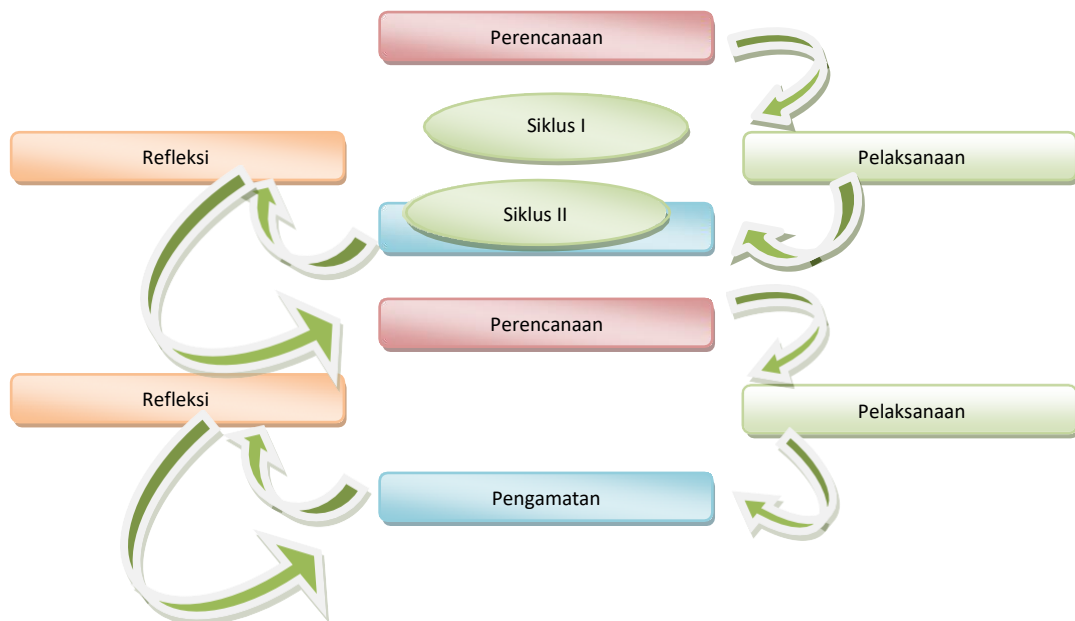 Perencanaan
Siklus I
Refleksi
Pelaksanaan
Siklus II
Perencanaan
Refleksi
Pelaksanaan
Pengamatan